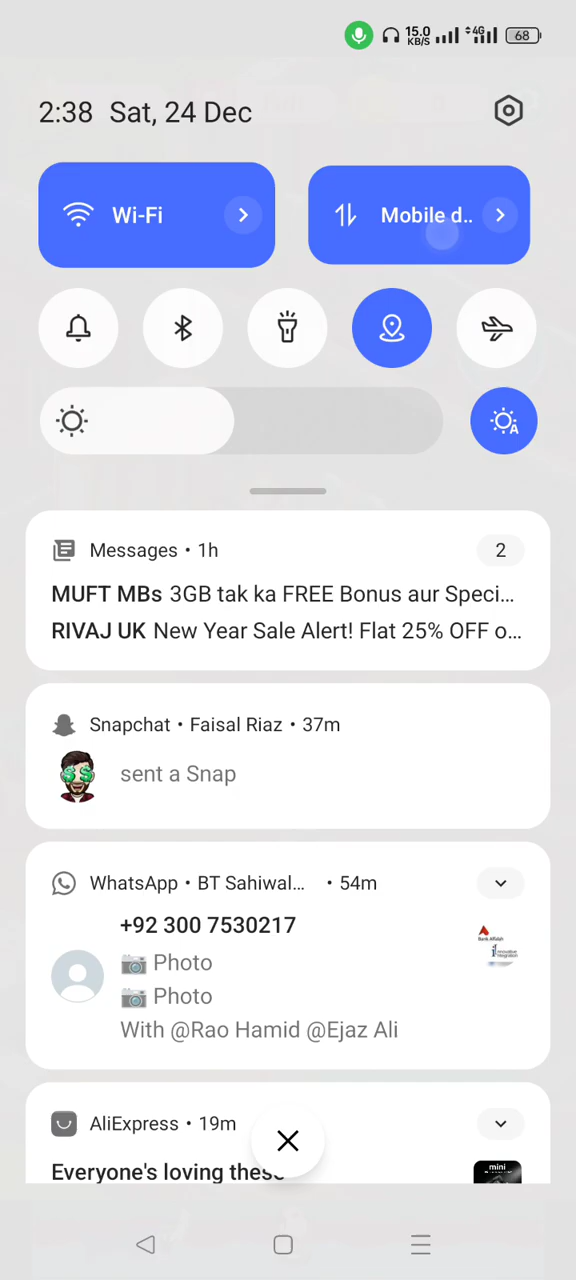 15.0
KB/S
4G
68
2:38 Sat, 24 Dec
Wi-Fi
Mobile d..
A
Messages • 1h
2
MUFT MBs 3GB tak ka FREE Bonus aur Speci...
RIVAJ UK New Year Sale Alert! Flat 25% OFF o...
Snapchat • Faisal Riaz • 37m
sent a Snap
WhatsApp • BT Sahiwal... • 54m
+92 300 7530217
Bank Alfalah
Photo
Photo
With @Rao Hamid @Ejaz Ali
AliExpress • 19m
Everyone's loving these
mini